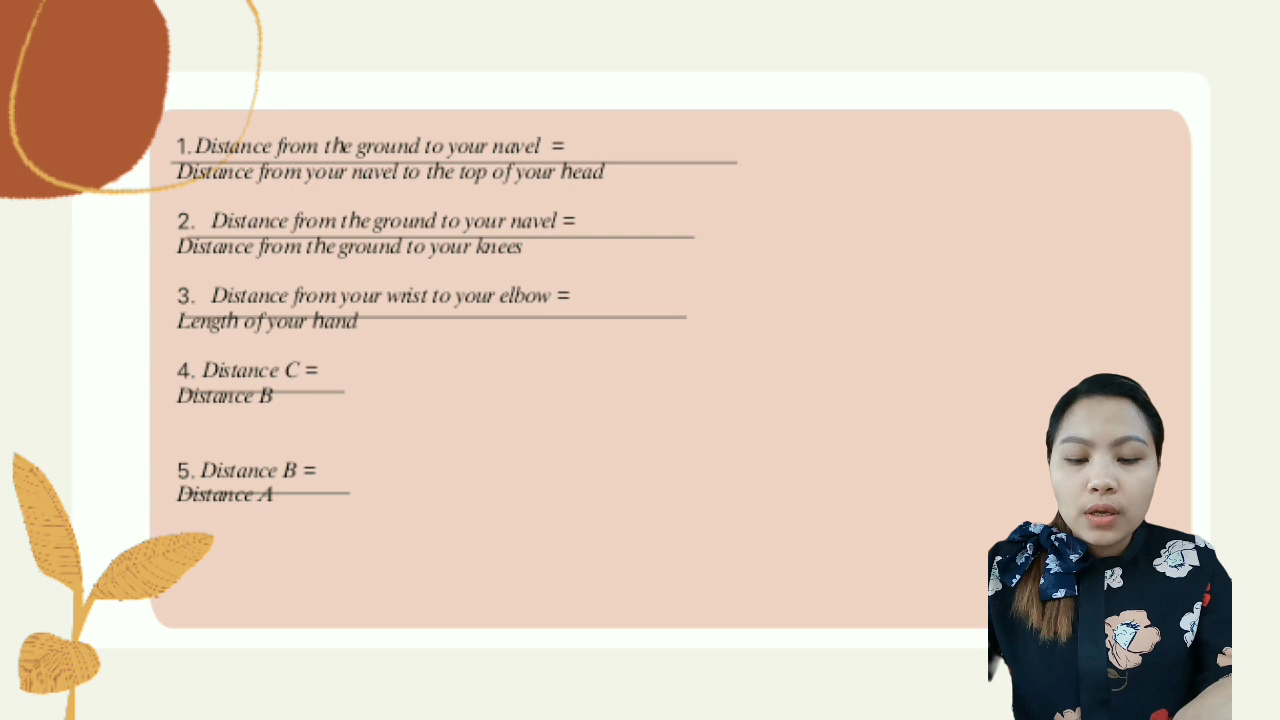 1. Distance from the ground to your navel =
Distance from your navel to the top of your head
2. Distance from the ground to your navel =
Distance from the ground to your knees
3. Distance from your wrist to your elbow =
Length of your hand
4. Distance C =
Distance B
5. Distance B =
Distance A